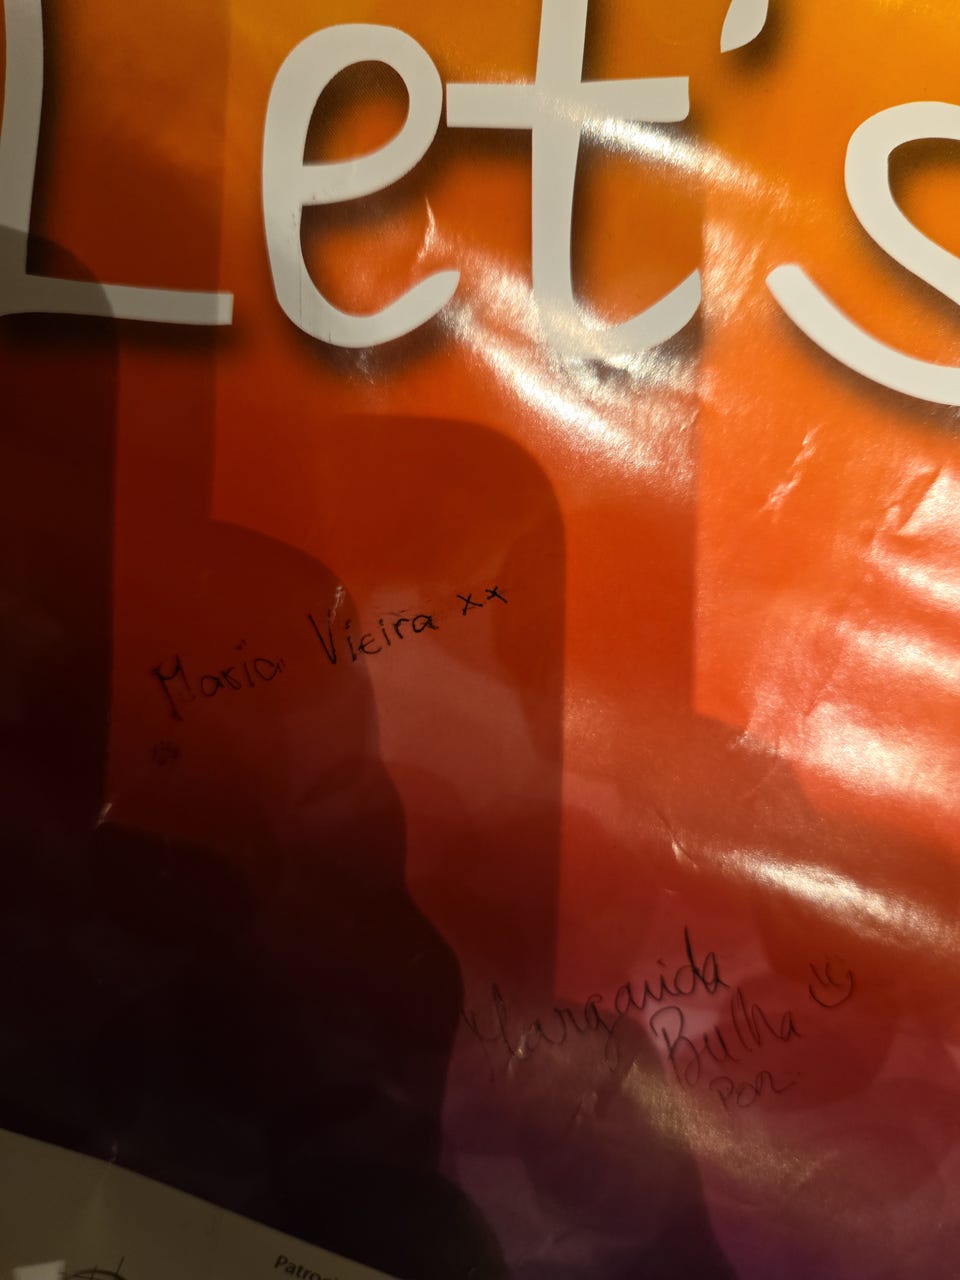 Let's
Maria Vieira xx
Margarida
Bulha
POR